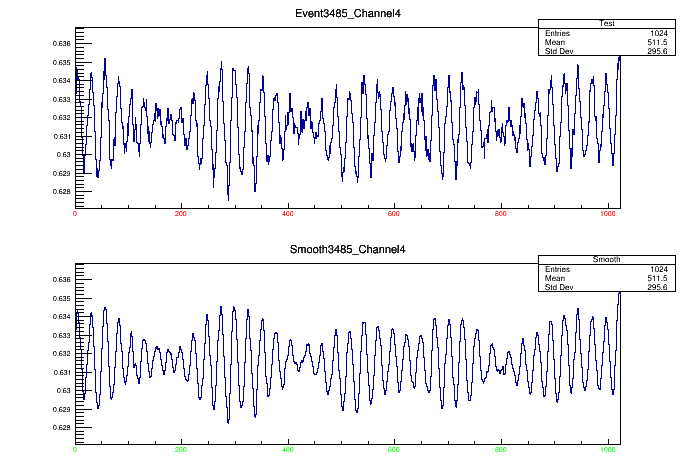 Event3485_Channel4
Test
Entries 1024
Mean 511.5
Std Dev 295.6
0.636
0.635
0.634
0.633
0.632
0.631
0.63
0.629
0.628
0 200 400 600 800 1000
Smooth3485_Channel4
Smooth
Entries 1024
Mean 511.5
Std Dev 295.6
0.636
0.635
0.634
0.633
0.632
0.631
0.63
0.629
0.628
0 200 400 600 800 1000